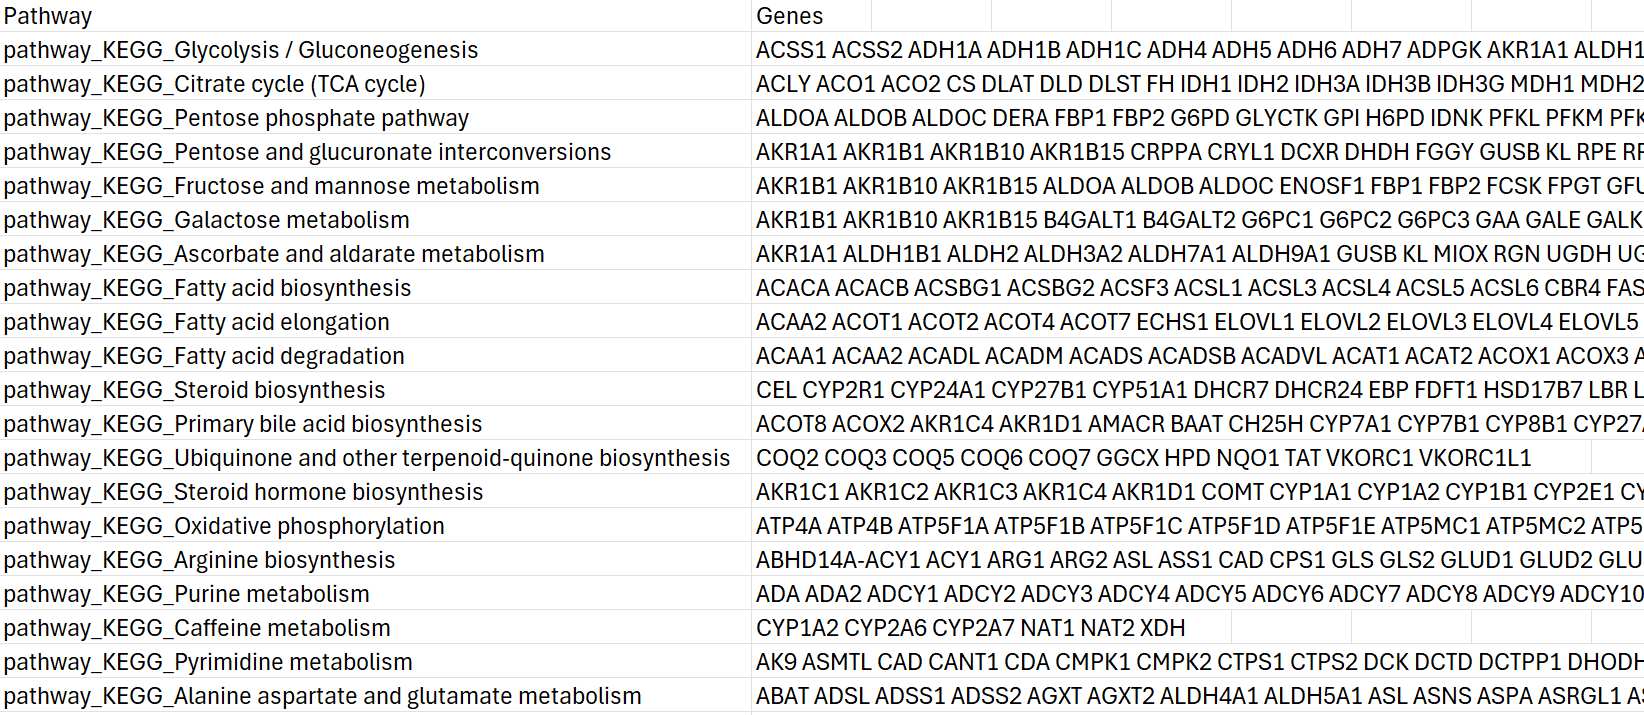 Pathway Genes
pathway_KEGG_Glycolysis / Gluconeogenesis ACSS1 ACSS2 ADH1A ADH1B ADH1C ADH4 ADH5 ADH6 ADH7 ADPGK AKR1A1 ALDH1
pathway_KEGG_Citrate cycle (TCA cycle) ACLY ACO1 ACO2 CS DLAT DLD DLST FH IDH1 IDH2 IDH3A IDH3B IDH3G MDH1 MDH2
pathway_KEGG_Pentose phosphate pathway ALDOA ALDOB ALDOC DERA FBP1 FBP2 G6PD GLYCTK GPI H6PD IDNK PFKL PFKM PFK
pathway_KEGG_Pentose and glucuronate interconversions AKR1A1 AKR1B1 AKR1B10 AKR1B15 CRPPA CRYL1 DCXR DHDH FGGY GUSB KL RPE
pathway_KEGG_Fructose and mannose metabolism AKR1B1 AKR1B10 AKR1B15 ALDOA ALDOB ALDOC ENOSF1 FBP1 FBP2 FCSK FPGT
pathway_KEGG_Galactose metabolism AKR1B1 AKR1B10 AKR1B15 B4GALT1 B4GALT2 G6PC1 G6PC2 G6PC3 GAA GALE GALK
pathway_KEGG_Ascorbate and aldarate metabolism AKR1A1 ALDH1B1 ALDH2 ALDH3A2 ALDH7A1 ALDH9A1 GUSB KL MIOX RGN UGDH
pathway_KEGG_Fatty acid biosynthesis ACACA ACACB ACSBG1 ACSBG2 ACSF3 ACSL1 ACSL3 ACSL4 ACSL5 ACSL6 CBR4 FAS
pathway_KEGG_Fatty acid elongation ACAA2 ACOT1 ACOT2 ACOT4 ACOT7 ECHS1 ELOVL1 ELOVL2 ELOVL3 ELOVL4 ELOVL5
pathway_KEGG_Fatty acid degradation ACAA1 ACAA2 ACADL ACADM ACADS ACADSB ACADVL ACAT1 ACAT2 ACOX1 ACOX3
pathway_KEGG_Steroid biosynthesis CEL CYP2R1 CYP24A1 CYP27B1 CYP51A1 DHCR7 DHCR24 EBP FDFT1 HSD17B7 LBR
pathway_KEGG_Primary bile acid biosynthesis ACOT8 ACOX2 AKR1C4 AKR1D1 AMACR BAAT CH25H CYP7A1 CYP7B1 CYP8B1 CYP27
pathway_KEGG_Ubiquinone and other terpenoid-quinone biosynthesis COQ2 COQ3 COQ5 COQ6 COQ7 GGCX HPD NQO1 TAT VKORC1 VKORC1L1
pathway_KEGG_Steroid hormone biosynthesis AKR1C1 AKR1C2 AKR1C3 AKR1C4 AKR1D1 COMT CYP1A1 CYP1A2 CYP1B1 CYP2E1
pathway_KEGG_Oxidative phosphorylation ATP4A ATP4B ATP5F1A ATP5F1B ATP5F1C ATP5F1D ATP5F1E ATP5MC1 ATP5MC2 ATP5
pathway_KEGG_Arginine biosynthesis ABHD14A-ACY1 ACY1 ARG1 ARG2 ASL ASS1 CAD CPS1 GLS GLS2 GLUD1 GLUD2 GLU
pathway_KEGG_Purine metabolism ADA ADA2 ADCY1 ADCY2 ADCY3 ADCY4 ADCY5 ADCY6 ADCY7 ADCY8 ADCY9 ADCY10
pathway_KEGG_Caffeine metabolism CYP1A2 CYP2A6 CYP2A7 NAT1 NAT2 XDH
pathway_KEGG_Pyrimidine metabolism AK9 ASMTL CAD CANT1 CDA CMPK1 CMPK2 CTPS1 CTPS2 DCK DCTD DCTPP1 DHODH
pathway_KEGG_Alanine aspartate and glutamate metabolism ABAT ADSL ADSS1 ADSS2 AGXT AGXT2 ALDH4A1 ALDH5A1 ASL ASNS ASPA ASRGL1